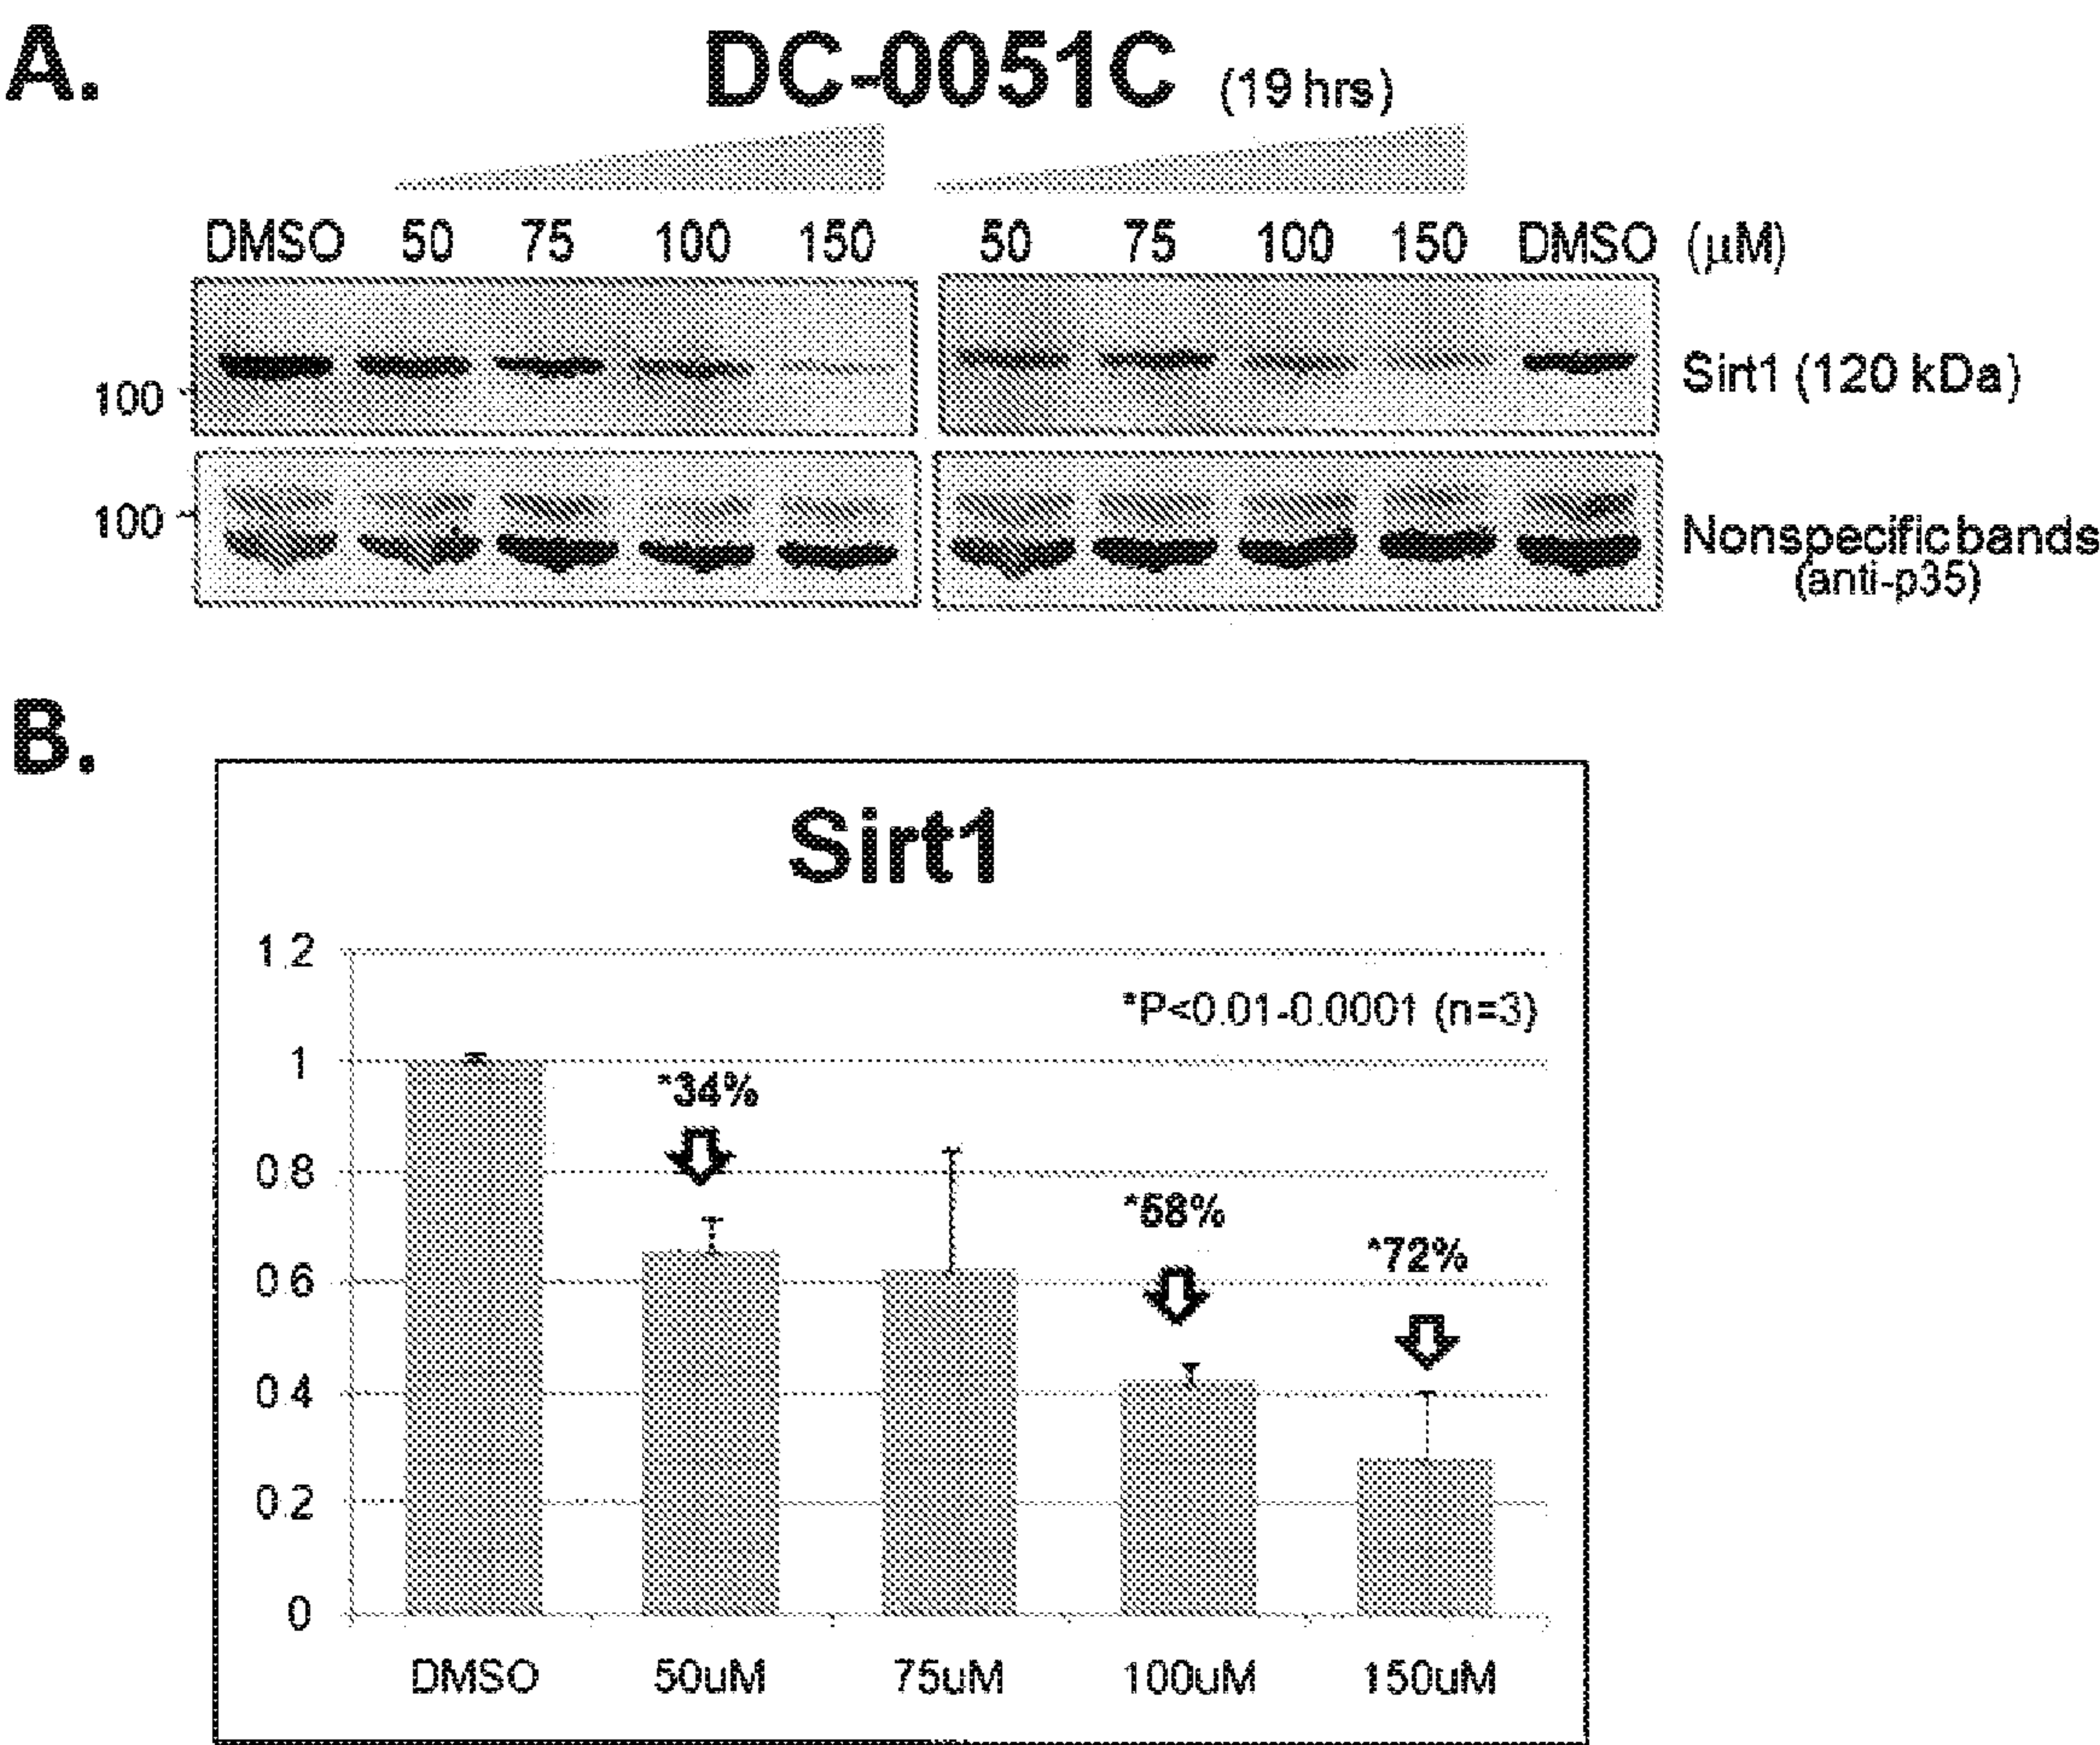 A.
DC-0051C (19 hrs)
DMSO 50 75 100 150 50 75 100 150 DMSO (μM)
100
Sirt1 (120 kDa)
100
Nonspecific bands
(anti-p35)
B.
Sirt1
1.2
*P<0.01-0.0001 (n=3)
1
*34%
0.8
*58%
*72%
0.6
0.4
0.2
0
DMSO 50uM 75uM 100uM 150uM